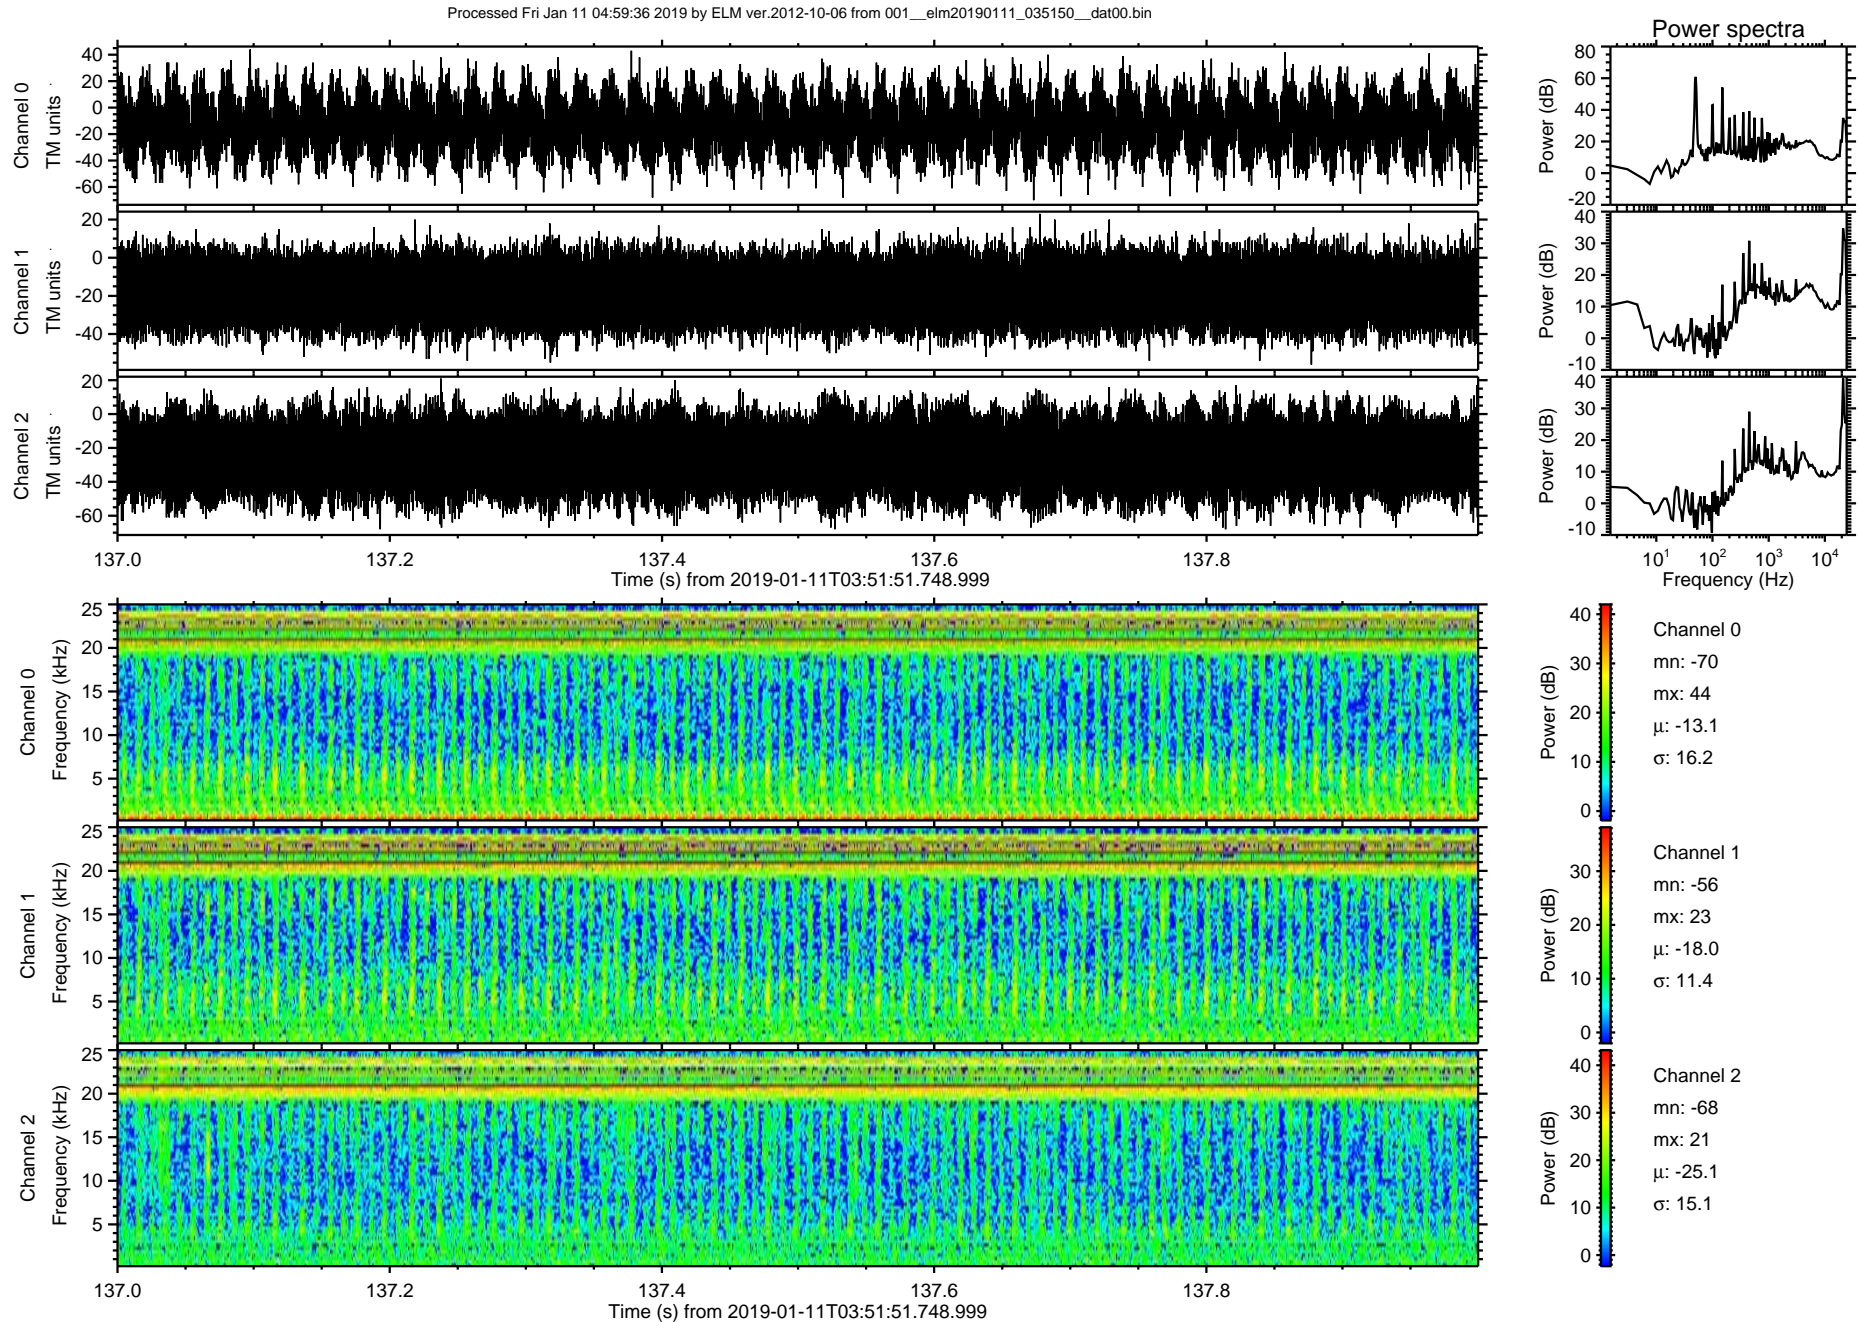 Processed Fri Jan 11 04:59:36 2019 by ELM ver.2012-10-06 from 001__elm20190111_035150__dat00.bin
Power spectra
Channel 0
TM units
40
20
0
-20
-40
-60
Power (dB)
80
60
40
20
0
-20
Channel 1
TM units
20
0
-20
-40
Power (dB)
40
30
20
10
0
-10
Channel 2
TM units
20
0
-20
-40
-60
Power (dB)
40
30
20
10
0
-10
137.0 137.2 137.4 137.6 137.8
Time (s) from 2019-01-11T03:51:51.748.999
10^1 10^2 10^3 10^4
Frequency (Hz)
Channel 0
Frequency (kHz)
25
20
15
10
5
Power (dB)
40
30
20
10
0
Channel 0
mn: -70
mx: 44
μ: -13.1
σ: 16.2
Channel 1
Frequency (kHz)
25
20
15
10
5
Power (dB)
30
20
10
0
Channel 1
mn: -56
mx: 23
μ: -18.0
σ: 11.4
Channel 2
Frequency (kHz)
25
20
15
10
5
Power (dB)
40
30
20
10
0
Channel 2
mn: -68
mx: 21
μ: -25.1
σ: 15.1
137.0 137.2 137.4 137.6 137.8
Time (s) from 2019-01-11T03:51:51.748.999